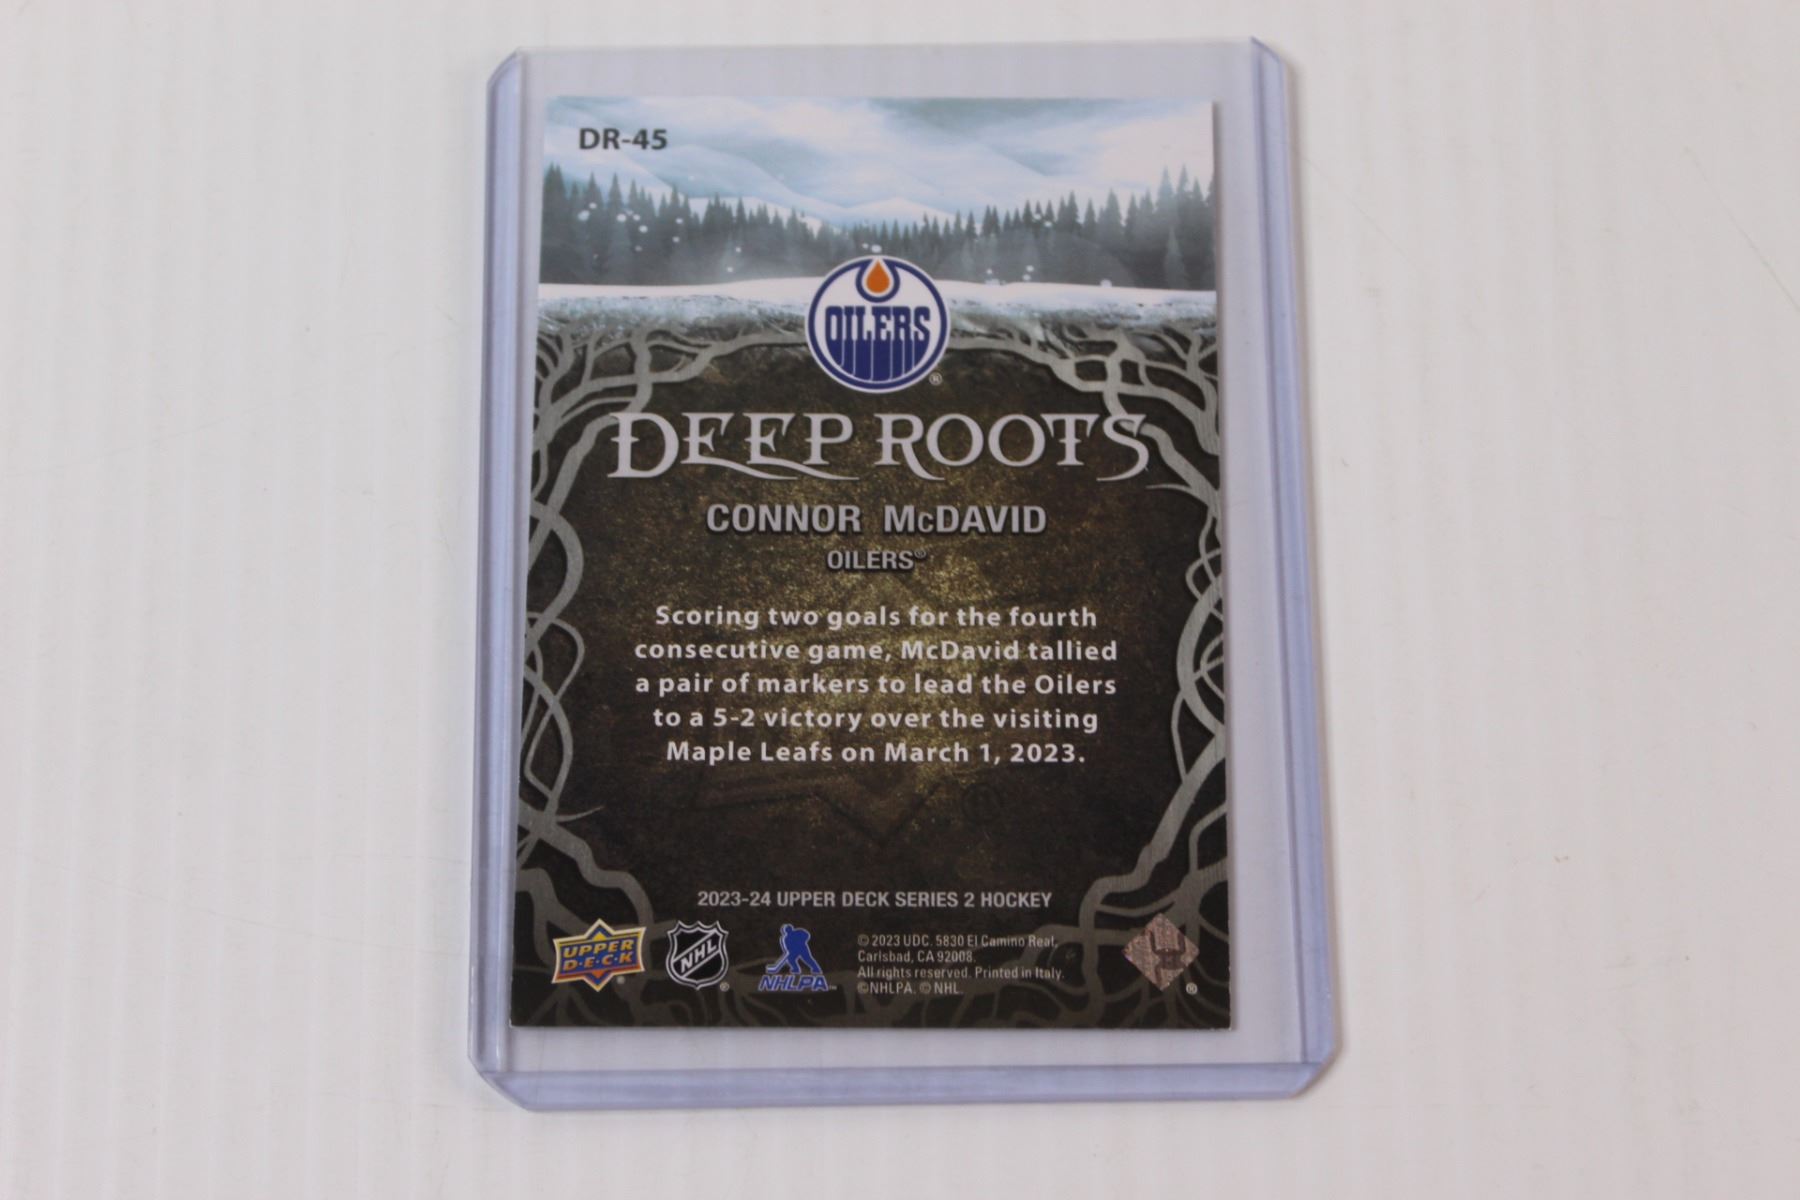 DR-45
OILERS
®
DEEP ROOTS
CONNOR McDAVID
OILERS®
Scoring two goals for the fourth
consecutive game, McDavid tallied
a pair of markers to lead the Oilers
to a 5-2 victory over the visiting
Maple Leafs on March 1, 2023.
®
2023-24 UPPER DECK SERIES 2 HOCKEY
UPPER
D·E·C·K
®
NHL
®
NHLPA™
© 2023 UDC. 5830 El Camino Real,
Carlsbad, CA 92008.
All rights reserved. Printed in Italy.
©NHLPA. © NHL.
®